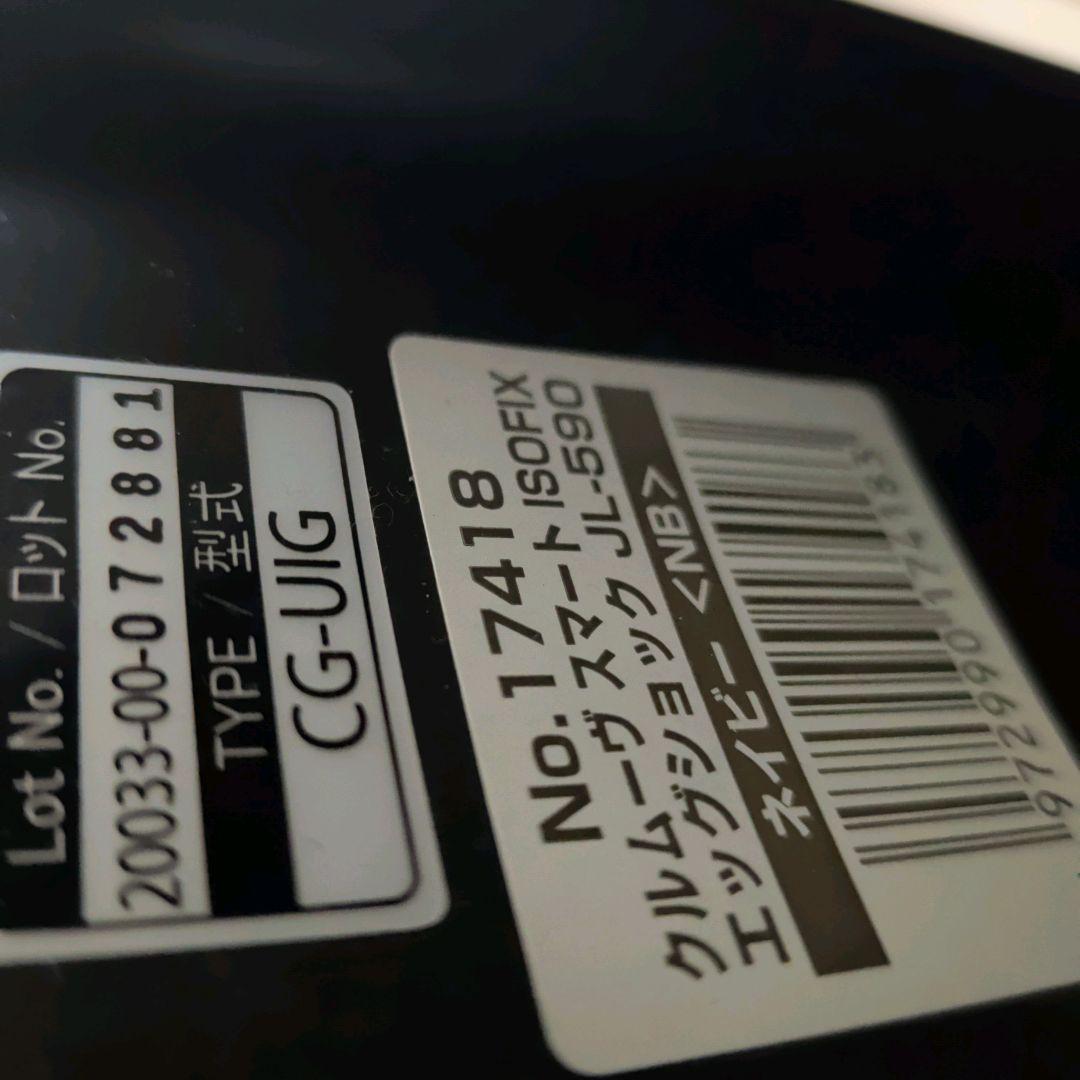 Lot No. / ロット No.
20033-00-072881
TYPE / 型式
CG-UIG
No.17418
クルムーヴ スマート ISOFIX
エッグショック JL-590
ネイビー <NB>
972990 174183